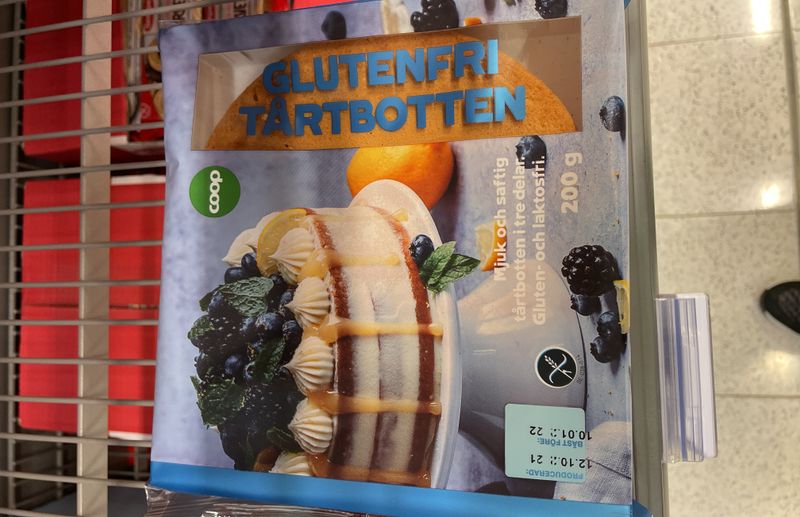 GLUTENFRI
TÅRTBOTTEN
coop
Mjuk och saftig
tårtbotten i tre delar.
Gluten- och laktosfri.
200 g
PRODUCERAD:
12.10.:: 21
BÄST FÖRE:
10.01.:: 22